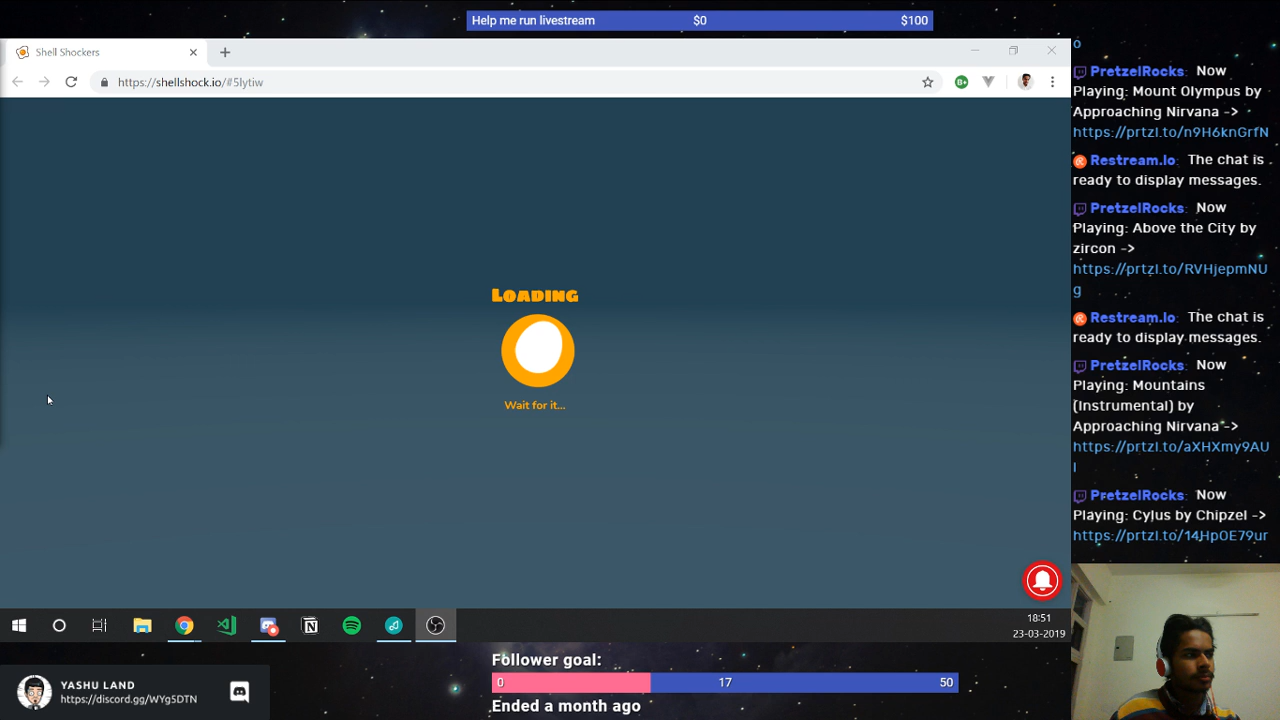 Help me run livestream $0 $100
Shell Shockers
https://shellshock.io/#5lytiw
Loading
Wait for it...
o
PretzelRocks: Now
Playing: Mount Olympus by
Approaching Nirvana ->
https://prtzl.to/n9H6knGrfN
Restream.io: The chat is
ready to display messages.
PretzelRocks: Now
Playing: Above the City by
zircon ->
https://prtzl.to/RVHjepmNU
g
Restream.io: The chat is
ready to display messages.
PretzelRocks: Now
Playing: Mountains
(Instrumental) by
Approaching Nirvana ->
https://prtzl.to/aXHXmy9AU
l
PretzelRocks: Now
Playing: Cylus by Chipzel ->
https://prtzl.to/14HpOE79ur
18:51
23-03-2019
YASHU LAND
https://discord.gg/WYg5DTN
Follower goal:
0 17 50
Ended a month ago